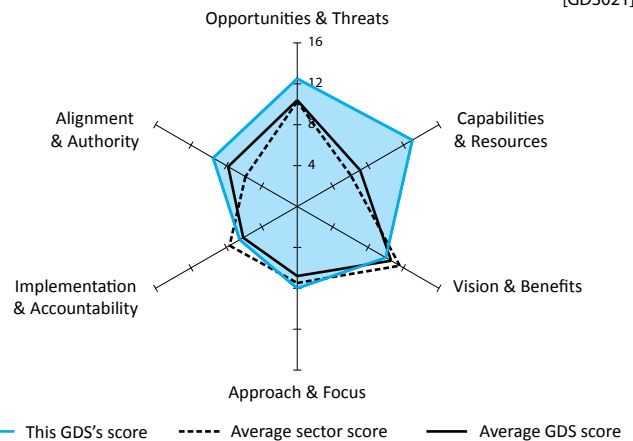 [GDS021]
Opportunities & Threats
16
12
8
4
Alignment
& Authority
Capabilities
& Resources
Implementation
& Accountability
Vision & Benefits
Approach & Focus
This GDS's score
Average sector score
Average GDS score